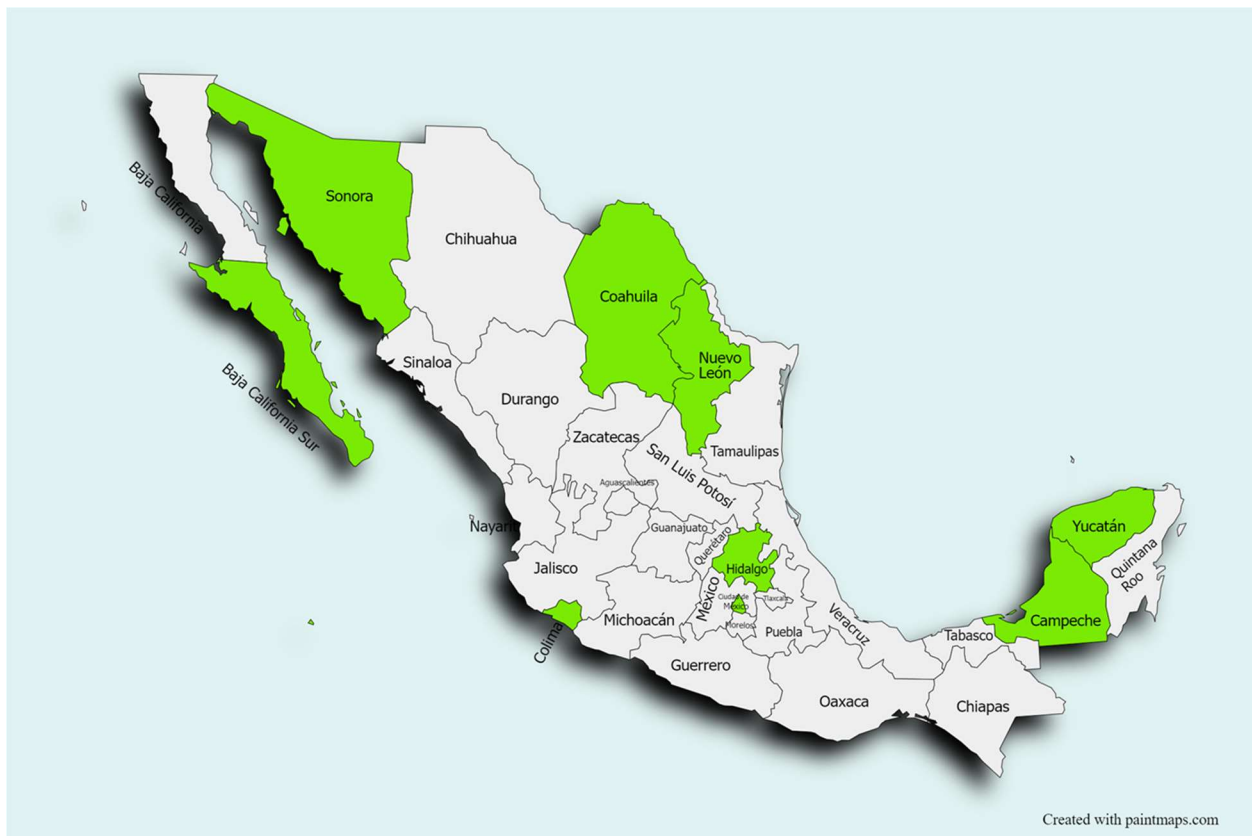 Baja California
Sonora
Chihuahua
Coahuila
Nuevo
León
Sinaloa
Baja California Sur
Durango
Zacatecas
San Luis Potosí
Tamaulipas
Aguascalientes
Nayarit
Guanajuato
Querétaro
Hidalgo
Jalisco
México
Ciudad de
México
Tlaxcala
Morelos
Michoacán
Colima
Puebla
Veracruz
Guerrero
Oaxaca
Tabasco
Chiapas
Campeche
Yucatán
Quintana
Roo
Created with paintmaps.com